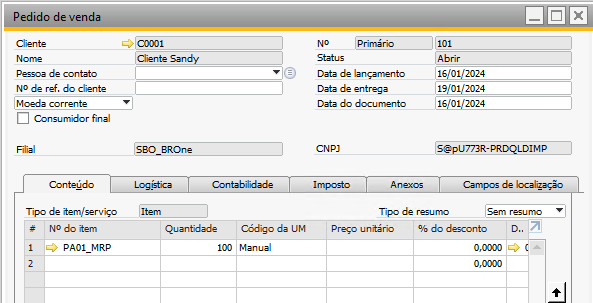 Pedido de venda
Cliente C0001 Nº Primário 101
Nome Cliente Sandy Status Abrir
Pessoa de contato Data de lançamento 16/01/2024
Nº de ref. do cliente Data de entrega 19/01/2024
Moeda corrente Data do documento 16/01/2024
Consumidor final
Filial SBO_BROne CNPJ S@pU773R-PRDQLDIMP
Conteúdo Logística Contabilidade Imposto Anexos Campos de localização
Tipo de item/serviço Item Tipo de resumo Sem resumo
# Nº do item Quantidade Código da UM Preço unitário % do desconto D..
1 PA01_MRP 100 Manual 0,0000
2 0,0000